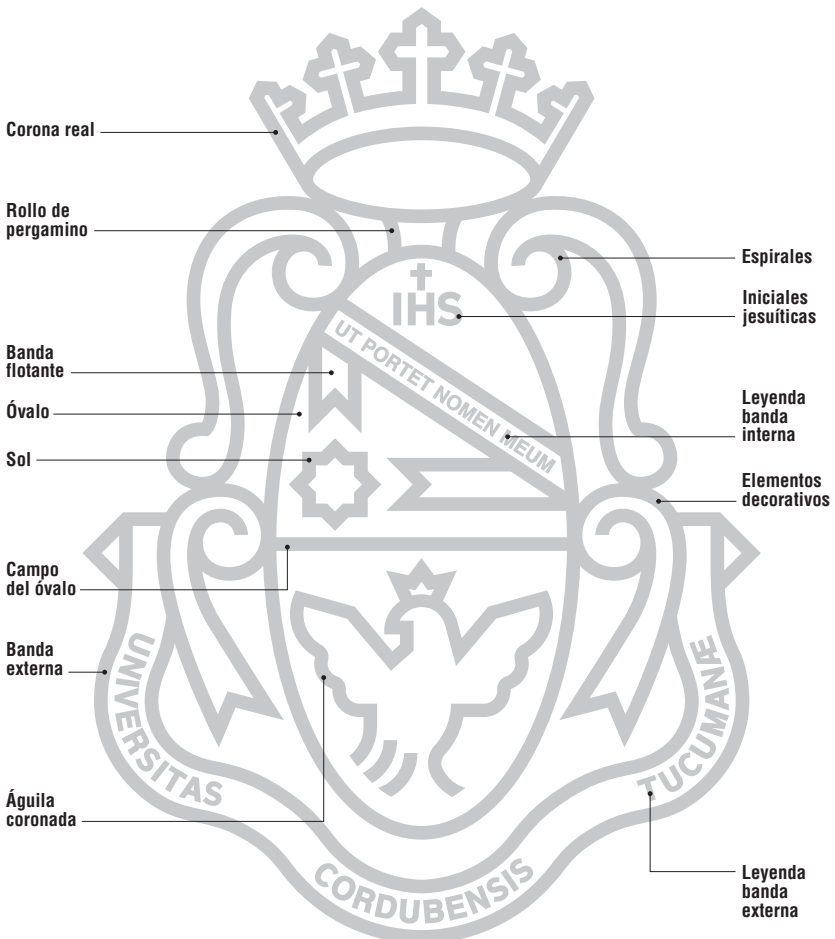 Corona real
Rollo de
pergamino
Espirales
IHS
Iniciales
jesuíticas
UT PORTET NOMEN MEUM
Banda
flotante
Óvalo
Leyenda
banda
interna
Sol
Elementos
decorativos
Campo
del óvalo
Banda
externa
UNIVERSITAS
CORDUBENSIS
TUCUMANÆ
Águila
coronada
Leyenda
banda
externa